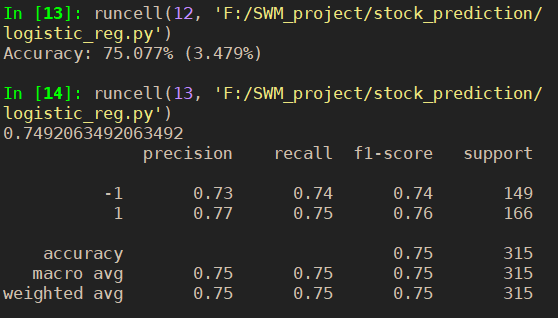 In [13]: runcell(12, 'F:/SWM_project/stock_prediction/
logistic_reg.py')
Accuracy: 75.077% (3.479%)
In [14]: runcell(13, 'F:/SWM_project/stock_prediction/
logistic_reg.py')
0.7492063492063492
precision recall f1-score support
-1 0.73 0.74 0.74 149
1 0.77 0.75 0.76 166
accuracy 0.75 315
macro avg 0.75 0.75 0.75 315
weighted avg 0.75 0.75 0.75 315